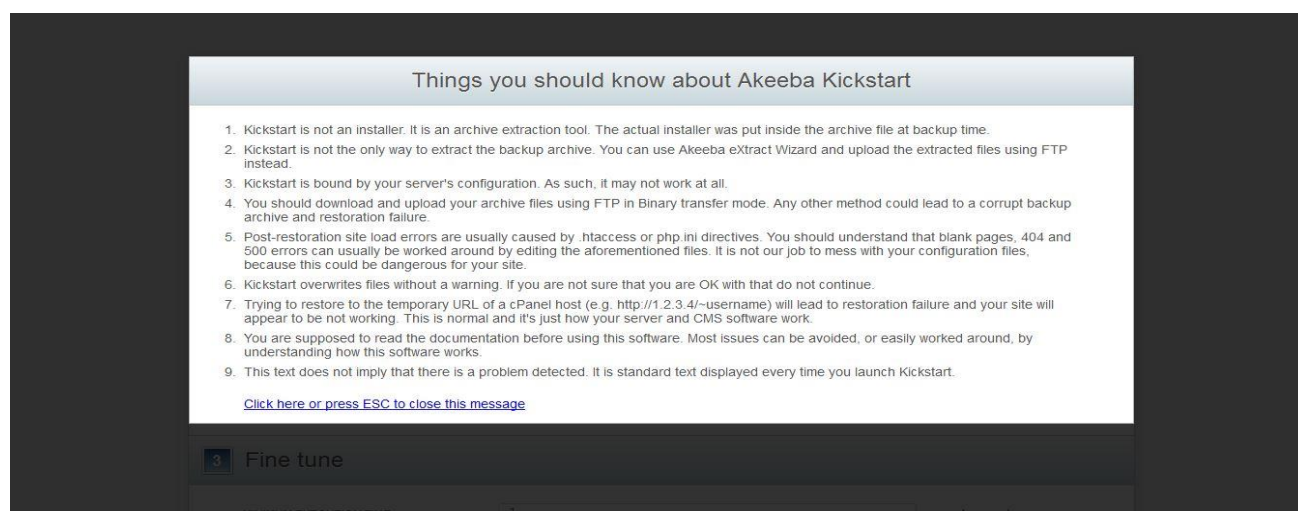 Things you should know about Akeeba Kickstart
1. Kickstart is not an installer. It is an archive extraction tool. The actual installer was put inside the archive file at backup time.
2. Kickstart is not the only way to extract the backup archive. You can use Akeeba eXtract Wizard and upload the extracted files using FTP
instead.
3. Kickstart is bound by your server's configuration. As such, it may not work at all.
4. You should download and upload your archive files using FTP in Binary transfer mode. Any other method could lead to a corrupt backup
archive and restoration failure.
5. Post-restoration site load errors are usually caused by .htaccess or php.ini directives. You should understand that blank pages, 404 and
500 errors can usually be worked around by editing the aforementioned files. It is not our job to mess with your configuration files,
because this could be dangerous for your site.
6. Kickstart overwrites files without a warning. If you are not sure that you are OK with that do not continue.
7. Trying to restore to the temporary URL of a cPanel host (e.g. http://1.2.3.4/~username) will lead to restoration failure and your site will
appear to be not working. This is normal and it's just how your server and CMS software work.
8. You are supposed to read the documentation before using this software. Most issues can be avoided, or easily worked around, by
understanding how this software works.
9. This text does not imply that there is a problem detected. It is standard text displayed every time you launch Kickstart.
Click here or press ESC to close this message
3 Fine tune